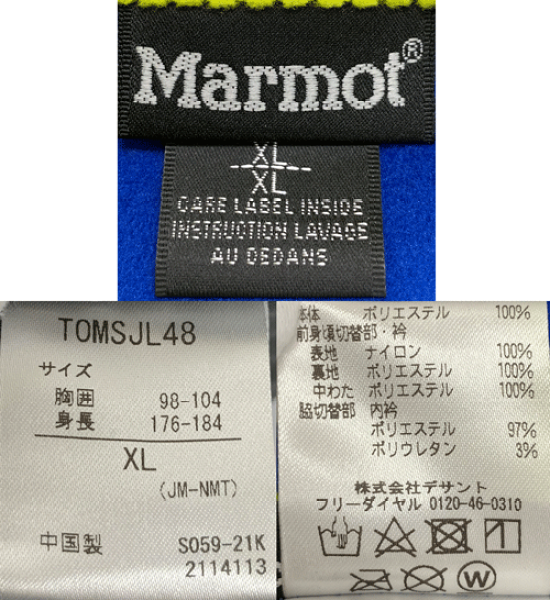 Marmot®
XL
XL
CARE LABEL INSIDE
INSTRUCTION LAVAGE
AU DEDANS
TOMSJL48
サイズ
胸囲 98-104
身長 176-184
XL
(JM-NMT)
中国製 S059-21K
2114113
本体 ポリエステル 100%
前身頃切替部・衿
表地 ナイロン 100%
裏地 ポリエステル 100%
中わた ポリエステル 100%
脇切替部 内衿
ポリエステル 97%
ポリウレタン 3%
株式会社デサント
フリーダイヤル 0120-46-0310
W